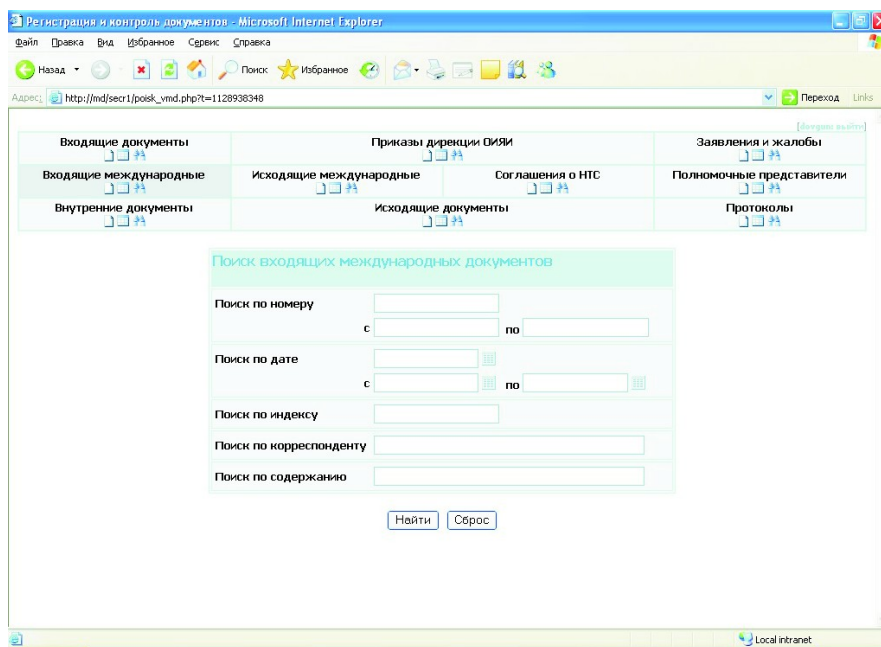 Регистрация и контроль документов - Microsoft Internet Explorer
Файл Правка Вид Избранное Сервис Справка
Назад Поиск Избранное
Адрес: http://md/secr1/poisk_vmd.php?t=1128938348 Переход Links
Входящие документы Приказы дирекции ОИЯИ Заявления и жалобы
Входящие международные Исходящие международные Соглашения о НТС Полномочные представители
Внутренние документы Исходящие документы Протоколы
Поиск входящих международных документов
Поиск по номеру
с по
Поиск по дате
с по
Поиск по индексу
Поиск по корреспонденту
Поиск по содержанию
Найти Сброс
Local intranet